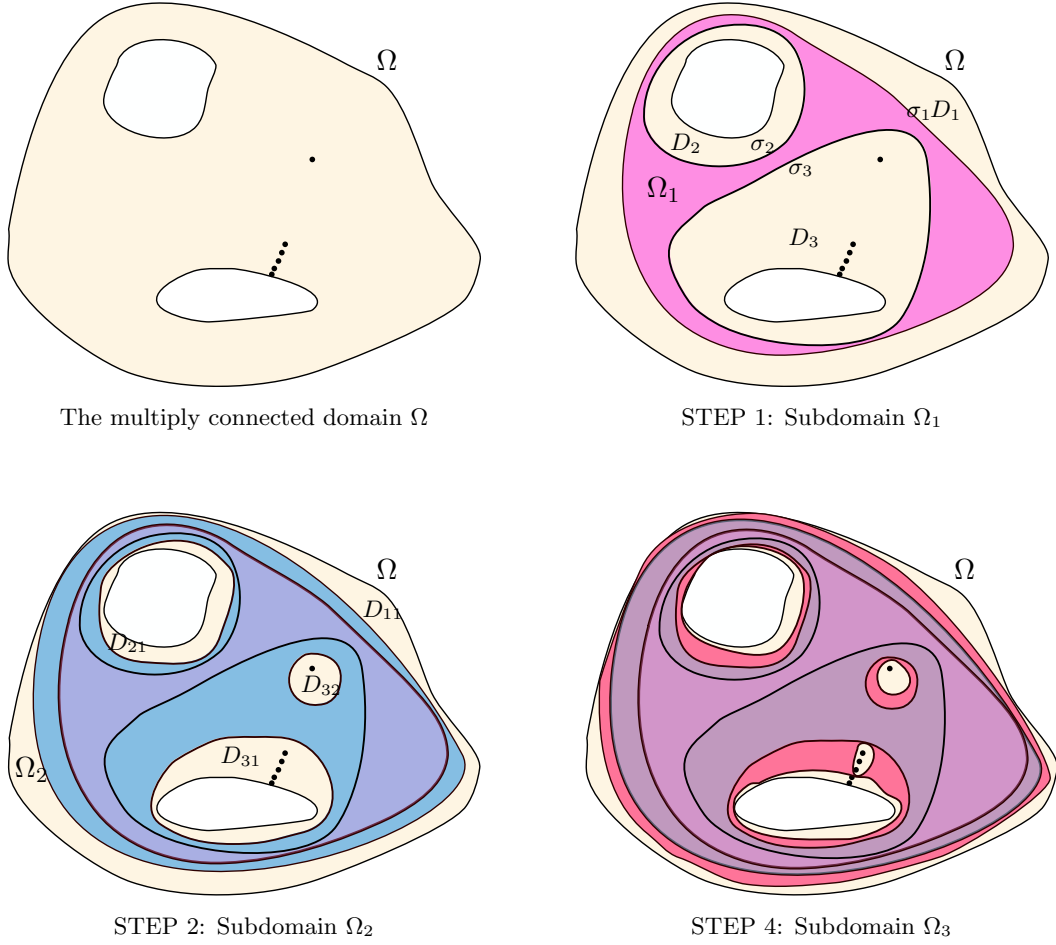 Ω
Ω
σ₁D₁
D₂
σ₂
σ₃
Ω₁
D₃
The multiply connected domain Ω
STEP 1: Subdomain Ω₁
Ω
Ω
D₁₁
D₂₁
D₃₂
D₃₁
Ω₂
STEP 2: Subdomain Ω₂
STEP 4: Subdomain Ω₃